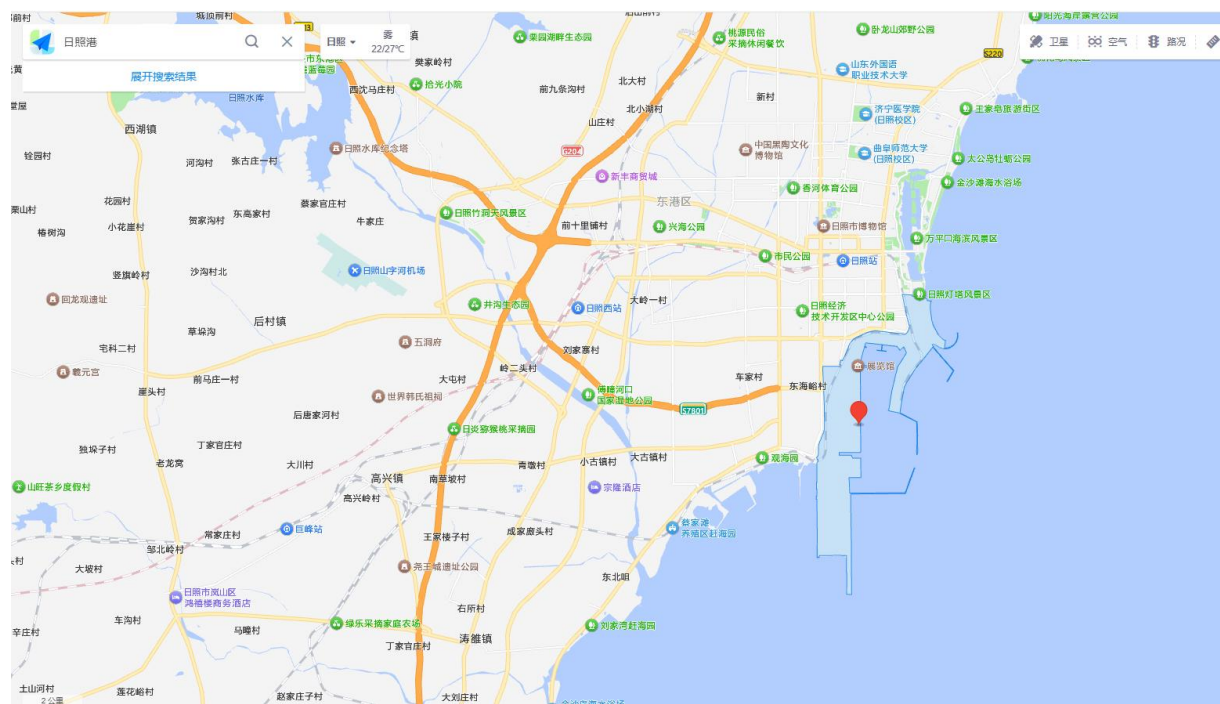 城顶前村
日照港
日照
雾
22/27℃
展开搜索结果
栗园湖畔生态园
樊家岭村
桃源民俗
采摘休闲餐饮
卧龙山郊野公园
阳光海岸露营公园
卫星
空气
路况
S220
山东外国语
职业技术大学
西沈马庄村
拾光小院
前九条沟村
北大村
新村
北小湖村
山庄村
日照水库
济宁医学院
(日照校区)
王家皂旅游街区
西湖镇
铨园村
河沟村
张古庄一村
日照水库纪念塔
G204
中国黑陶文化
博物馆
曲阜师范大学
(日照校区)
太公岛牡蛎公园
新丰商贸城
金沙滩海水浴场
香河体育公园
东港区
花园村
栗山村
椿树沟
小花崖村
贺家沟村
东高家村
蔡家官庄村
牛家庄
日照竹洞天风景区
前十里铺村
兴海公园
日照市博物馆
万平口海滨风景区
市民公园
日照站
竖旗岭村
沙沟村北
日照山字河机场
回龙观遗址
井沟生态园
日照西站
大岭一村
日照经济
技术开发区中心公园
日照灯塔风景区
后村镇
草垛沟
宅科二村
五洞府
刘家寨村
岭二头村
展览馆
戴元宫
前马庄一村
大屯村
车家村
东海峪村
崖头村
世界韩氏祖祠
傅疃河口
国家湿地公园
S7801
后唐家河村
日炎猕猴桃采摘园
独垛子村
丁家官庄村
老龙窝
大川村
青墩村
小古镇村
大古镇村
观海园
山旺茶乡度假村
高兴镇
南草坡村
宗隆酒店
高兴岭村
常家庄村
巨峰站
王家楼子村
成家廒头村
蔡家滩
养殖区赶海园
邹北岭村
大坡村
尧王城遗址公园
东北咀
日照市岚山区
鸿禧楼商务酒店
右所村
车沟村
马疃村
绿乐采摘家庭农场
涛雒镇
刘家湾赶海园
辛庄村
丁家官庄村
土山河村
莲花峪村
赵家庄子村
大刘庄村
2公里